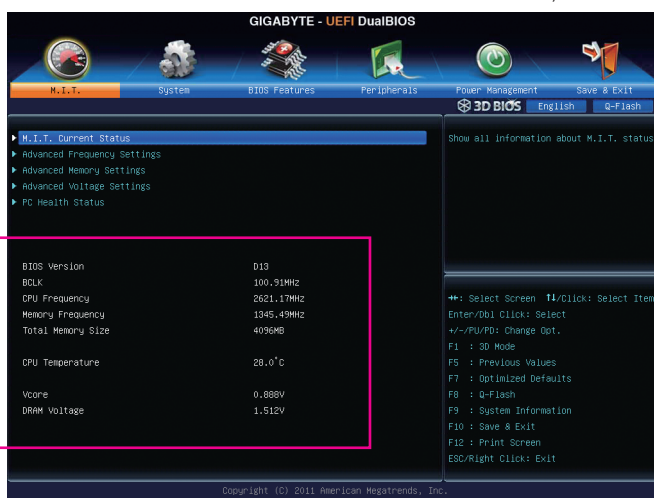 GIGABYTE - UEFI DualBIOS
M.I.T.
System
BIOS Features
Peripherals
Power Management
Save & Exit
3D BIOS
English
Q-Flash
M.I.T. Current Status
Advanced Frequency Settings
Advanced Memory Settings
Advanced Voltage Settings
PC Health Status
BIOS Version D13
BCLK 100.91MHz
CPU Frequency 2621.17MHz
Memory Frequency 1345.49MHz
Total Memory Size 4096MB
CPU Temperature 28.0°C
Vcore 0.888V
DRAM Voltage 1.512V
Show all information about M.I.T. status
→←: Select Screen ↑↓/Click: Select Item
Enter/Dbl Click: Select
+/-/PU/PD: Change Opt.
F1 : 3D Mode
F5 : Previous Values
F7 : Optimized Defaults
F8 : Q-Flash
F9 : System Information
F10 : Save & Exit
F12 : Print Screen
ESC/Right Click: Exit
Copyright (C) 2011 American Megatrends, Inc.